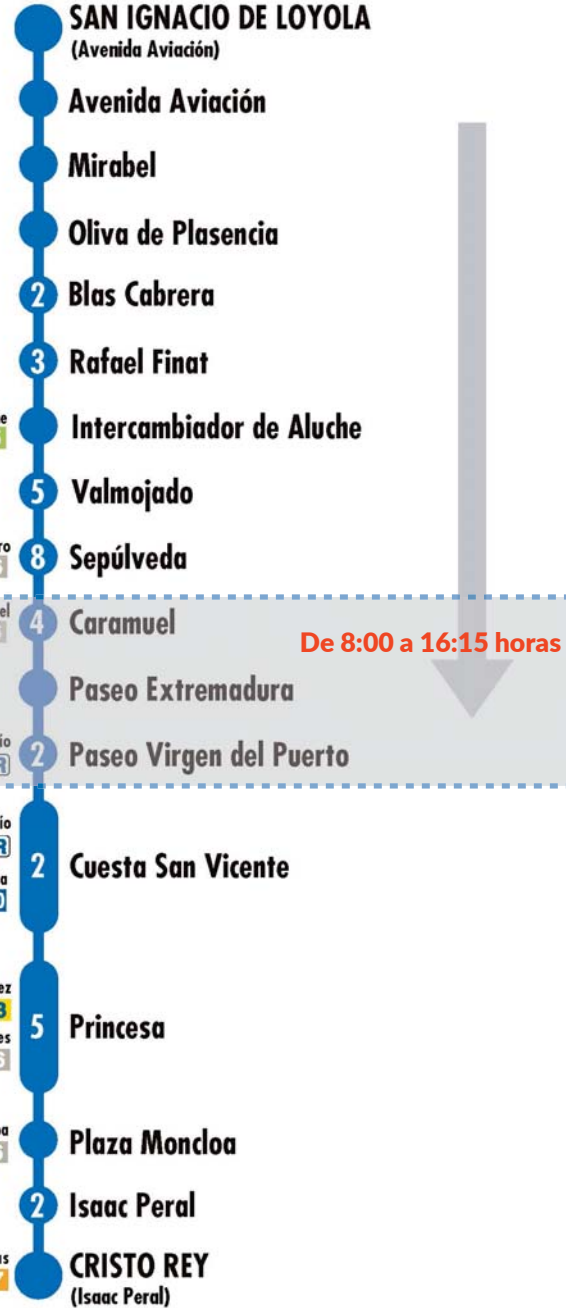 SAN IGNACIO DE LOYOLA
(Avenida Aviación)
Avenida Aviación
Mirabel
Oliva de Plasencia
2 Blas Cabrera
3 Rafael Finat
Intercambiador de Aluche
5 Valmojado
8 Sepúlveda
4 Caramuel
De 8:00 a 16:15 horas
Paseo Extremadura
2 Paseo Virgen del Puerto
2 Cuesta San Vicente
5 Princesa
Plaza Moncloa
2 Isaac Peral
CRISTO REY
(Isaac Peral)